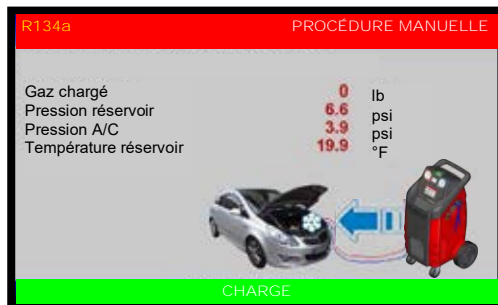 R134a PROCÉDURE MANUELLE
Gaz chargé 0 lb
Pression réservoir 6.6 psi
Pression A/C 3.9 psi
Température réservoir 19.9 °F
CHARGE